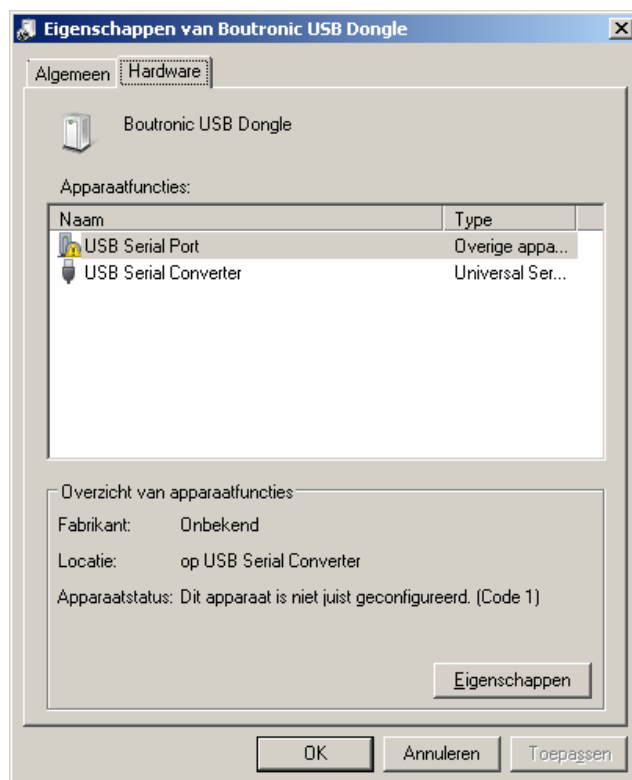 Eigenschappen van Boutronic USB Dongle
Algemeen Hardware
Boutronic USB Dongle
Apparaatfuncties:
Naam Type
USB Serial Port Overige appa...
USB Serial Converter Universal Ser...
Overzicht van apparaatfuncties
Fabrikant: Onbekend
Locatie: op USB Serial Converter
Apparaatstatus: Dit apparaat is niet juist geconfigureerd. (Code 1)
Eigenschappen
OK Annuleren Toepassen